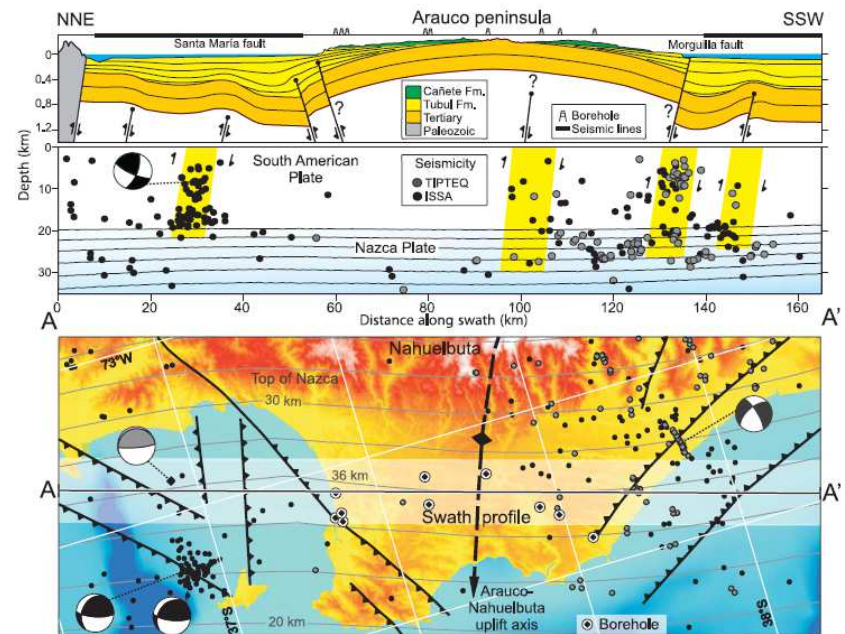 NNE
Arauco peninsula
SSW
Santa María fault
Morguilla fault
0
0.4
0.8
1.2
?
?
?
?
Cañete Fm.
Tubul Fm.
Tertiary
Paleozoic
Borehole
Seismic lines
Depth (km)
0
10
20
30
South American
Plate
Seismicity
TIPTEQ
ISSA
Nazca Plate
0
20
40
60
80
100
120
140
160
A
Distance along swath (km)
A'
73°W
Nahuelbuta
Top of Nazca
30 km
36 km
A
A'
Swath profile
37°S
20 km
Arauco-
Nahuelbuta
uplift axis
Borehole
38°S